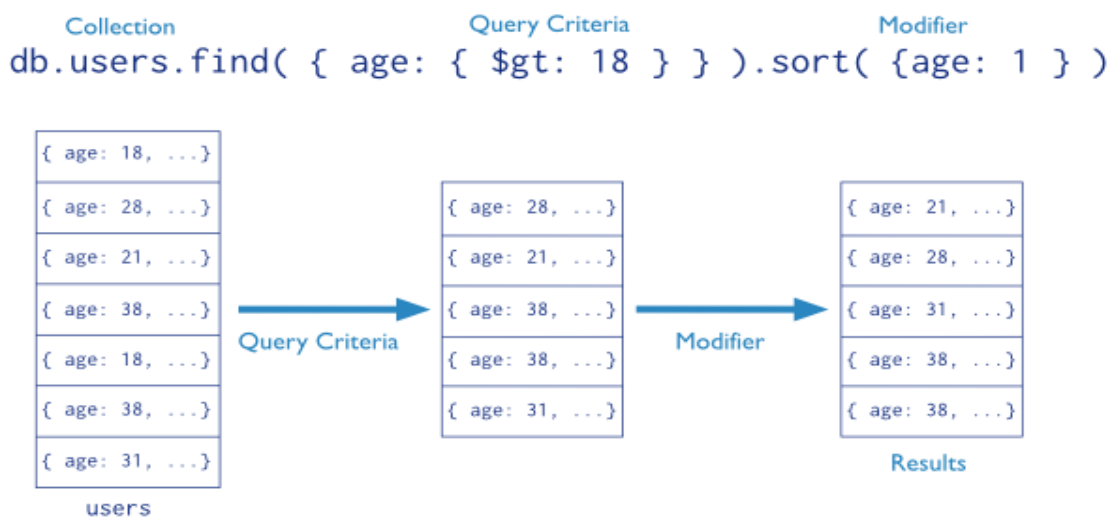 Collection Query Criteria Modifier
db.users.find( { age: { $gt: 18 } } ).sort( {age: 1 } )
{ age: 18, ...}
{ age: 28, ...}
{ age: 21, ...}
{ age: 38, ...}
{ age: 18, ...}
{ age: 38, ...}
{ age: 31, ...}
users
Query Criteria
{ age: 28, ...}
{ age: 21, ...}
{ age: 38, ...}
{ age: 38, ...}
{ age: 31, ...}
Modifier
{ age: 21, ...}
{ age: 28, ...}
{ age: 31, ...}
{ age: 38, ...}
{ age: 38, ...}
Results